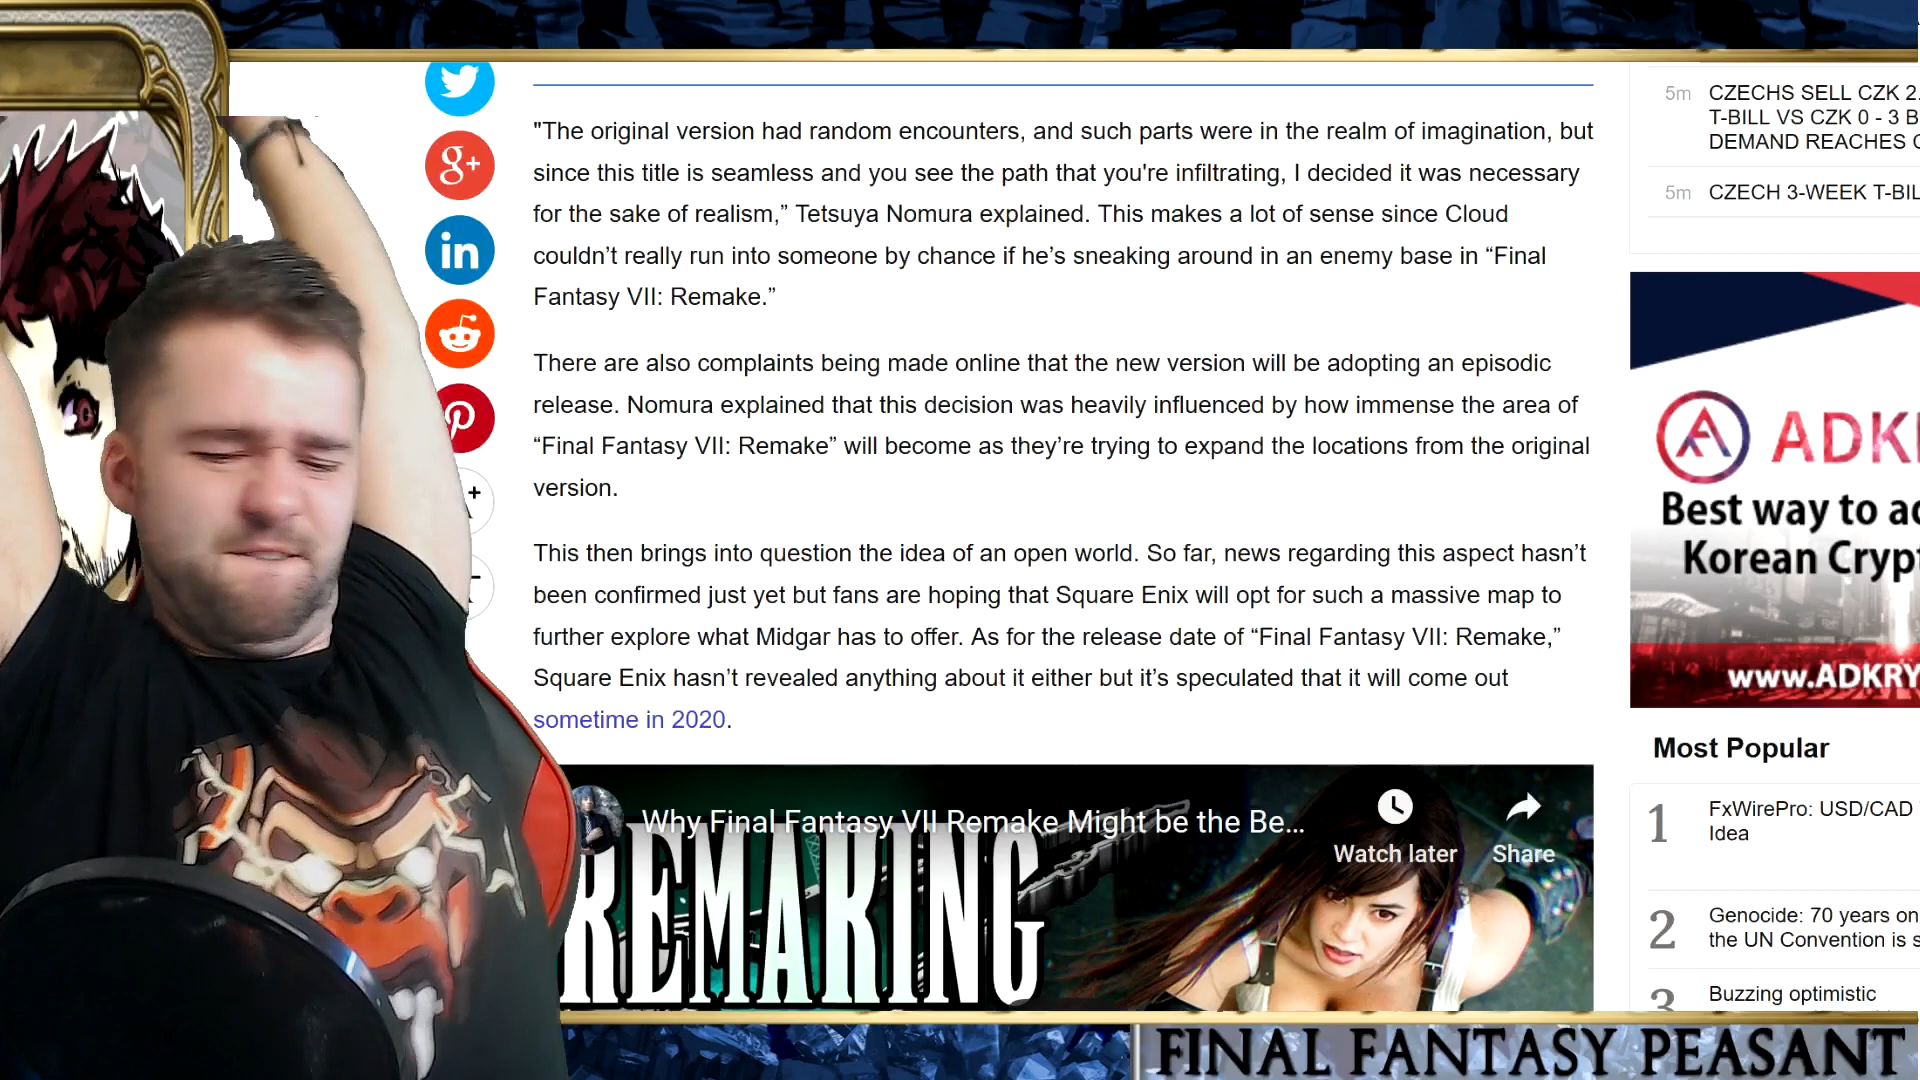 "The original version had random encounters, and such parts were in the realm of imagination, but
since this title is seamless and you see the path that you're infiltrating, I decided it was necessary
for the sake of realism,” Tetsuya Nomura explained. This makes a lot of sense since Cloud
couldn’t really run into someone by chance if he’s sneaking around in an enemy base in “Final
Fantasy VII: Remake.”
There are also complaints being made online that the new version will be adopting an episodic
release. Nomura explained that this decision was heavily influenced by how immense the area of
“Final Fantasy VII: Remake” will become as they’re trying to expand the locations from the original
version.
This then brings into question the idea of an open world. So far, news regarding this aspect hasn’t
been confirmed just yet but fans are hoping that Square Enix will opt for such a massive map to
further explore what Midgar has to offer. As for the release date of “Final Fantasy VII: Remake,”
Square Enix hasn’t revealed anything about it either but it’s speculated that it will come out
sometime in 2020.
Why Final Fantasy VII Remake Might be the Be...
Watch later
Share
REMAKING
g+
in
+
5m CZECHS SELL CZK 2.
T-BILL VS CZK 0 - 3 B
DEMAND REACHES
5m CZECH 3-WEEK T-BIL
ADK
Best way to
Korean Cryp
www.ADKRY
Most Popular
1 FxWirePro: USD/CAD
Idea
2 Genocide: 70 years on
the UN Convention is
3 Buzzing optimistic
FINAL FANTASY PEASANT